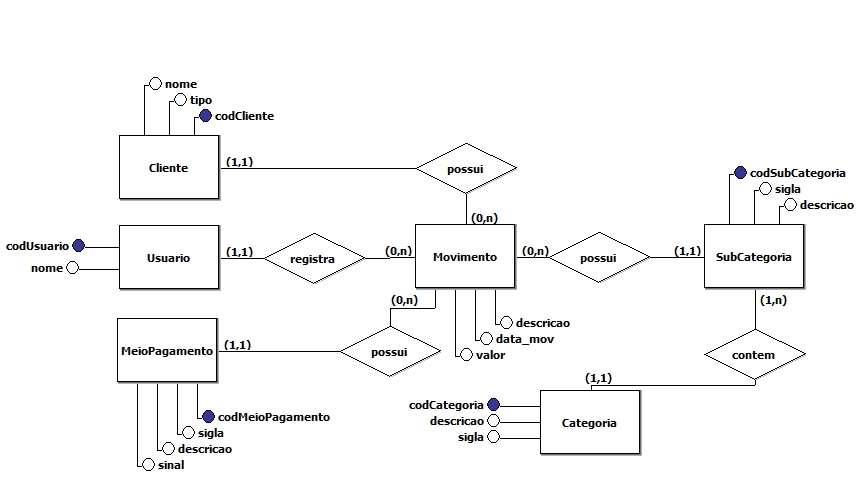 nome
tipo
codCliente
Cliente
(1,1)
possui
(0,n)
codSubCategoria
sigla
descricao
codUsuario
nome
Usuario
(1,1)
registra
(0,n)
Movimento
(0,n)
possui
(1,1)
SubCategoria
(1,n)
MeioPagamento
(1,1)
possui
(0,n)
descricao
data_mov
valor
contem
(1,1)
codCategoria
descricao
sigla
Categoria
codMeioPagamento
sigla
descricao
sinal